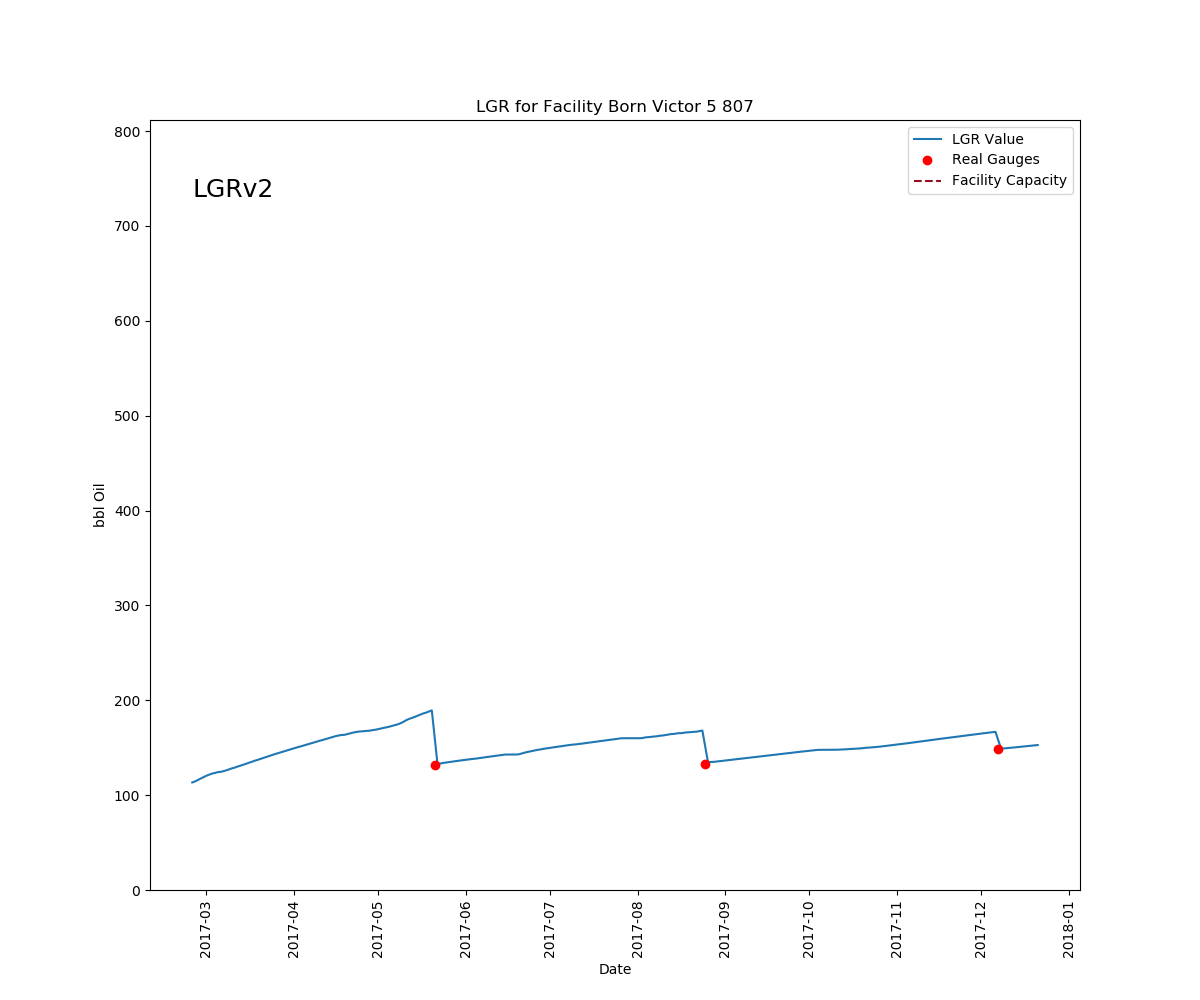 LGR for Facility Born Victor 5 807
LGRv2
LGR Value
Real Gauges
Facility Capacity
800
700
600
500
400
300
200
100
0
bbl Oil
2017-03
2017-04
2017-05
2017-06
2017-07
2017-08
2017-09
2017-10
2017-11
2017-12
2018-01
Date